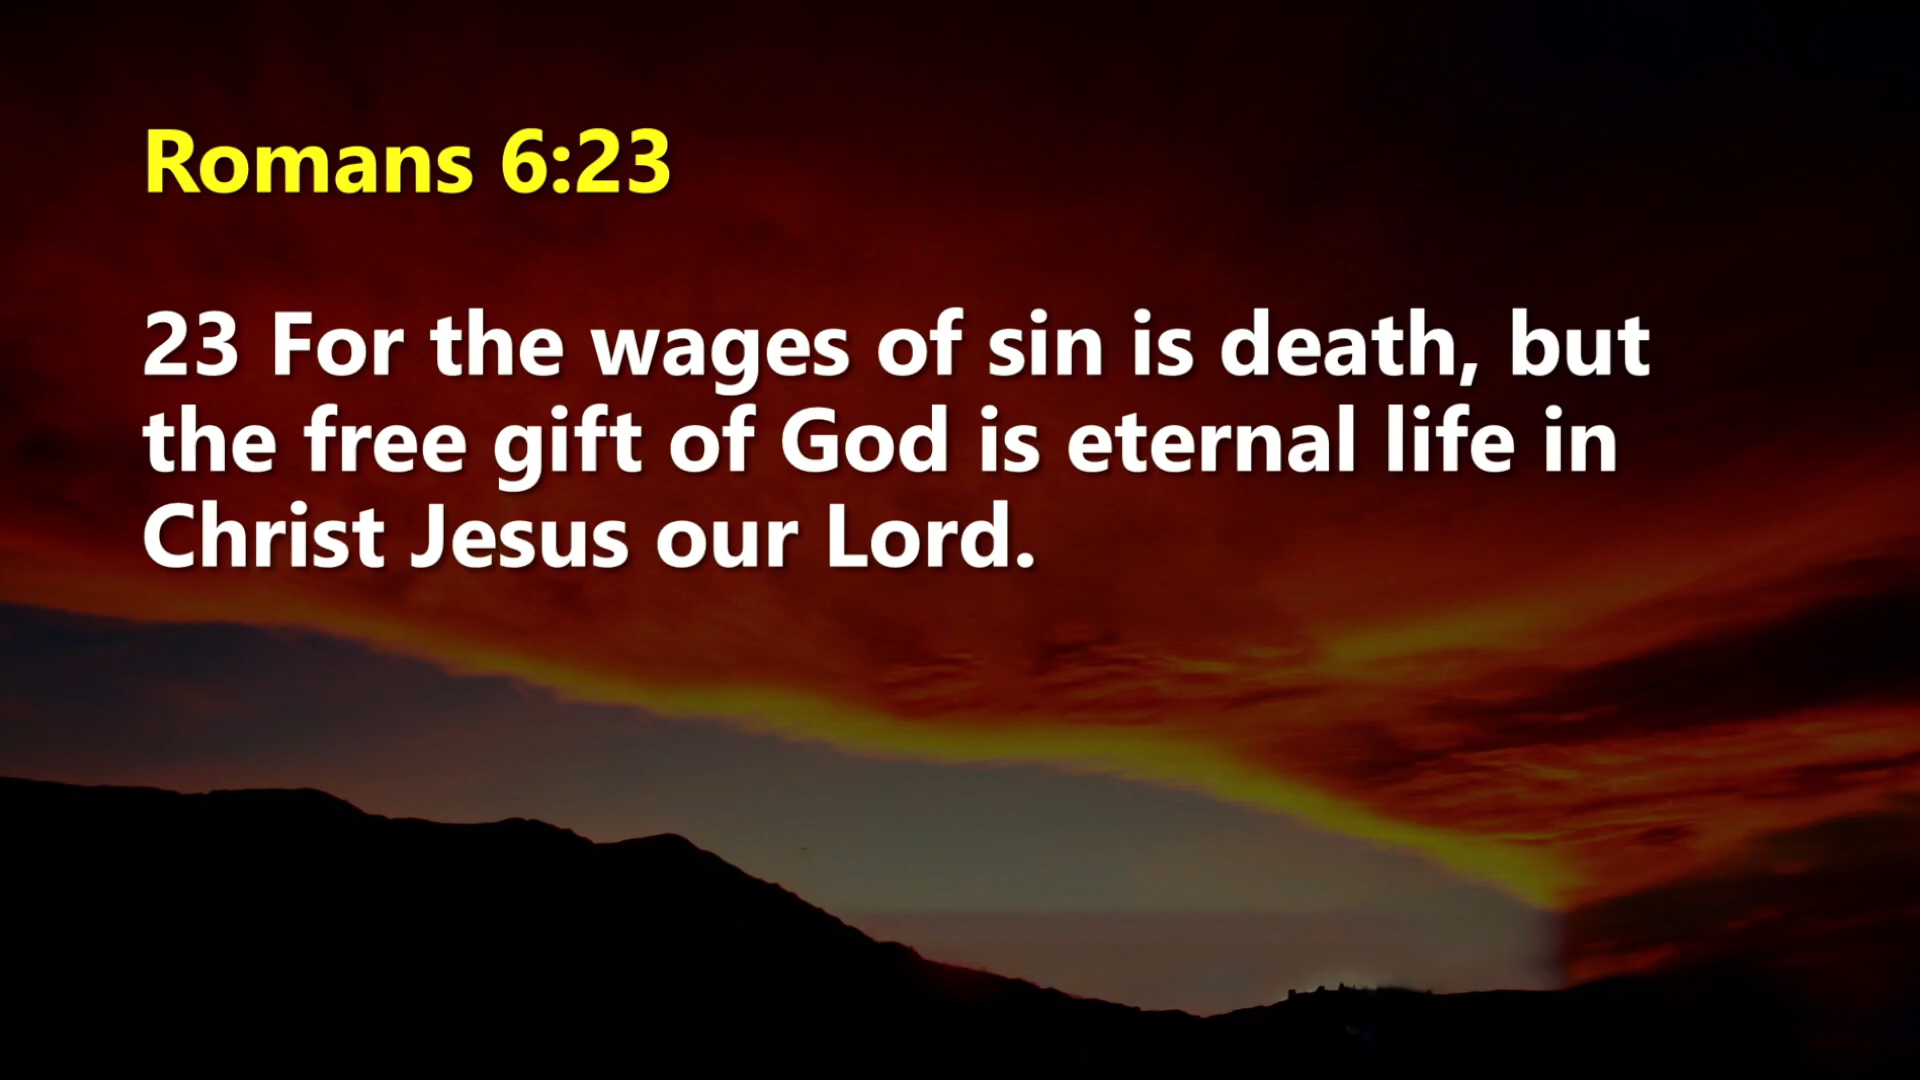 Romans 6:23
23 For the wages of sin is death, but
the free gift of God is eternal life in
Christ Jesus our Lord.